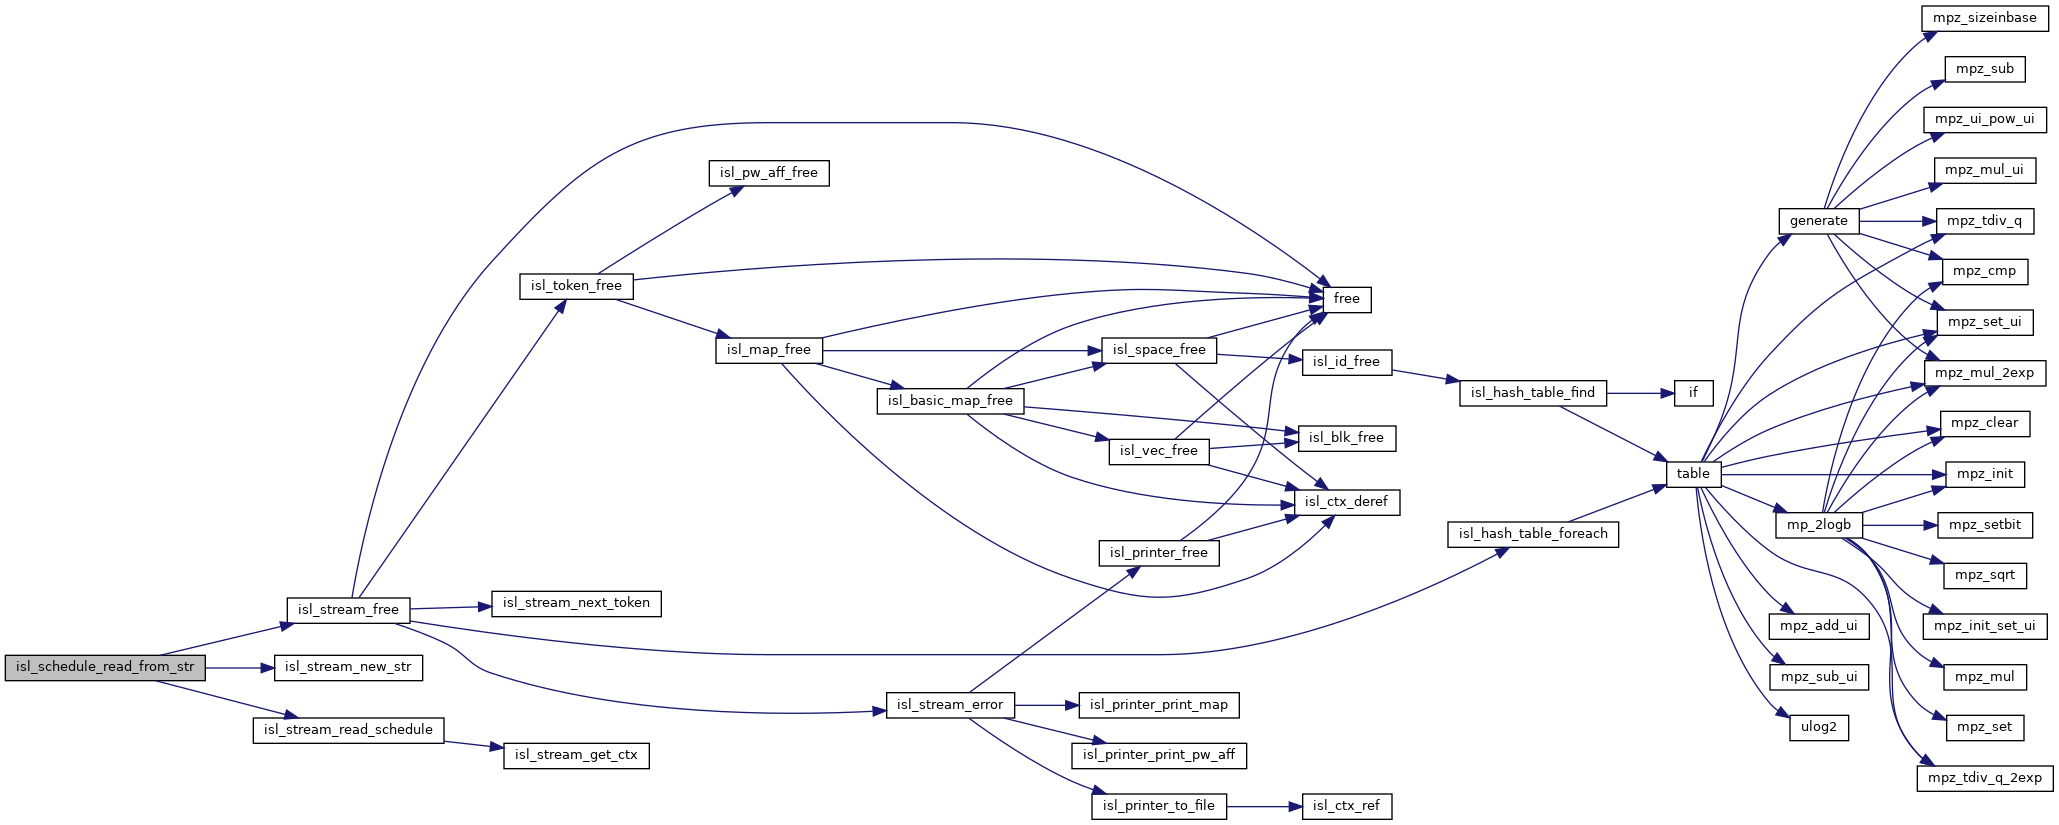 mpz_sizeinbase
mpz_sub
mpz_ui_pow_ui
isl_pw_aff_free
mpz_mul_ui
generate
mpz_tdiv_q
mpz_cmp
isl_token_free
free
mpz_set_ui
isl_map_free
isl_space_free
isl_id_free
mpz_mul_2exp
isl_basic_map_free
isl_hash_table_find
if
mpz_clear
isl_blk_free
isl_vec_free
table
mpz_init
isl_ctx_deref
mp_2logb
mpz_setbit
isl_hash_table_foreach
isl_printer_free
mpz_sqrt
isl_stream_free
isl_stream_next_token
mpz_add_ui
mpz_init_set_ui
isl_schedule_read_from_str
isl_stream_new_str
mpz_sub_ui
mpz_mul
isl_stream_error
isl_printer_print_map
isl_stream_read_schedule
ulog2
mpz_set
isl_stream_get_ctx
isl_printer_print_pw_aff
mpz_tdiv_q_2exp
isl_printer_to_file
isl_ctx_ref